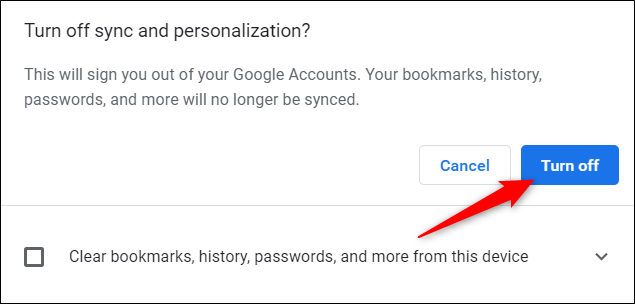 Turn off sync and personalization?
This will sign you out of your Google Accounts. Your bookmarks, history,
passwords, and more will no longer be synced.
Cancel
Turn off
Clear bookmarks, history, passwords, and more from this device